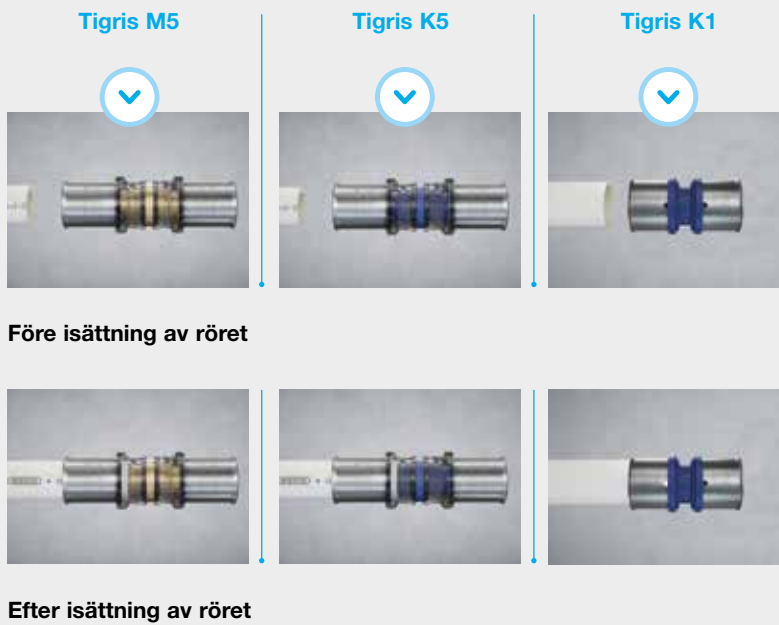 Tigris M5
Tigris K5
Tigris K1
Före isättning av röret
Efter isättning av röret